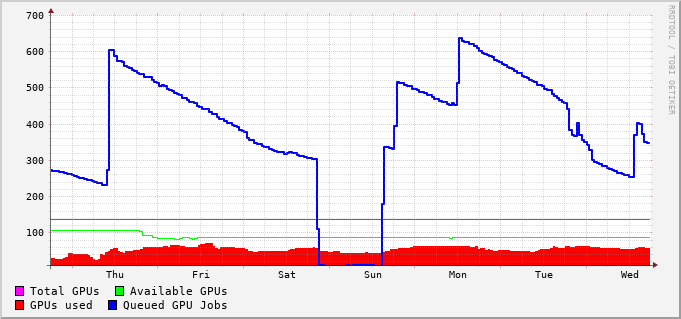 700
600
500
400
300
200
100
Thu Fri Sat Sun Mon Tue Wed
Total GPUs Available GPUs
GPUs used Queued GPU Jobs
RRDTOOL / TOBI OETIKER